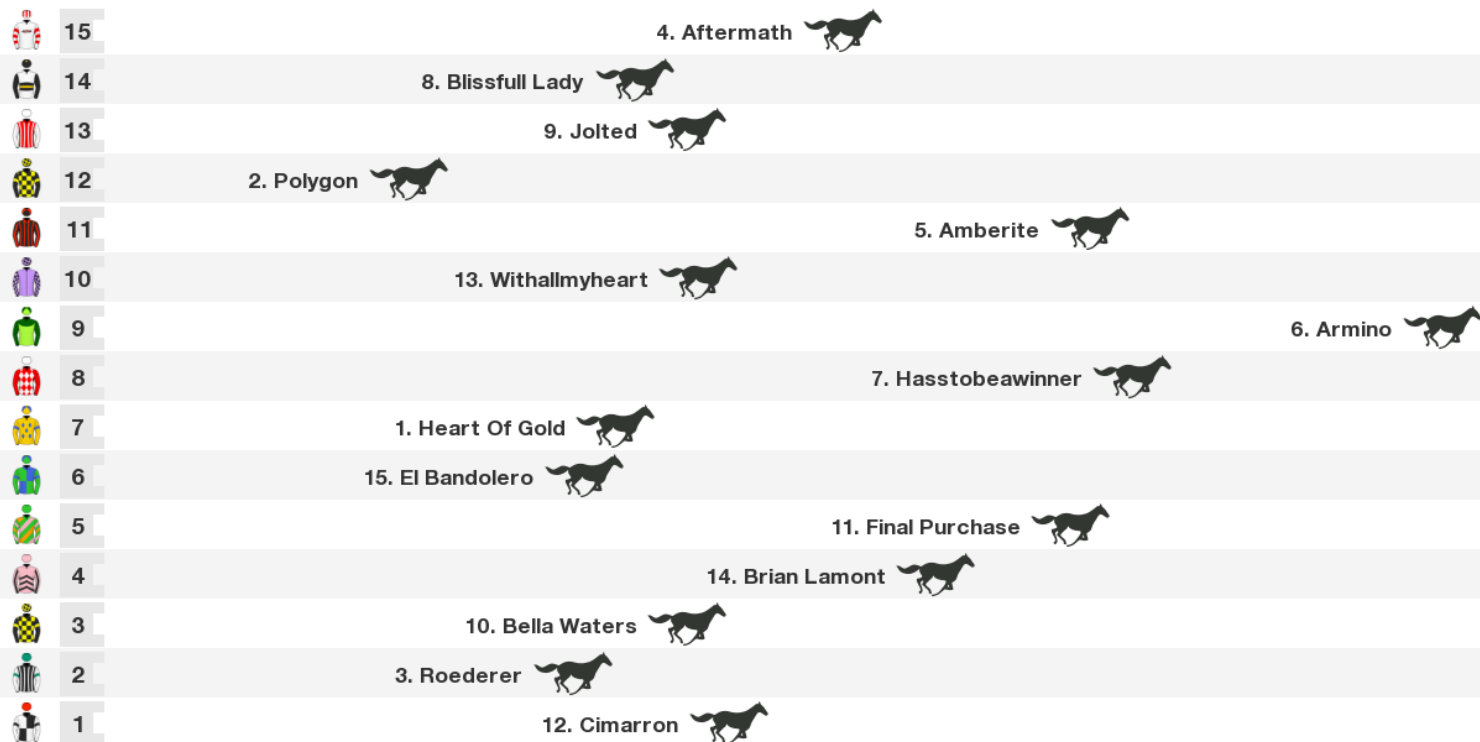 15 4. Aftermath
14 8. Blissfull Lady
13 9. Jolted
12 2. Polygon
11 5. Amberite
10 13. Withallmyheart
9 6. Armino
8 7. Hasstobeawinner
7 1. Heart Of Gold
6 15. El Bandolero
5 11. Final Purchase
4 14. Brian Lamont
3 10. Bella Waters
2 3. Roederer
1 12. Cimarron